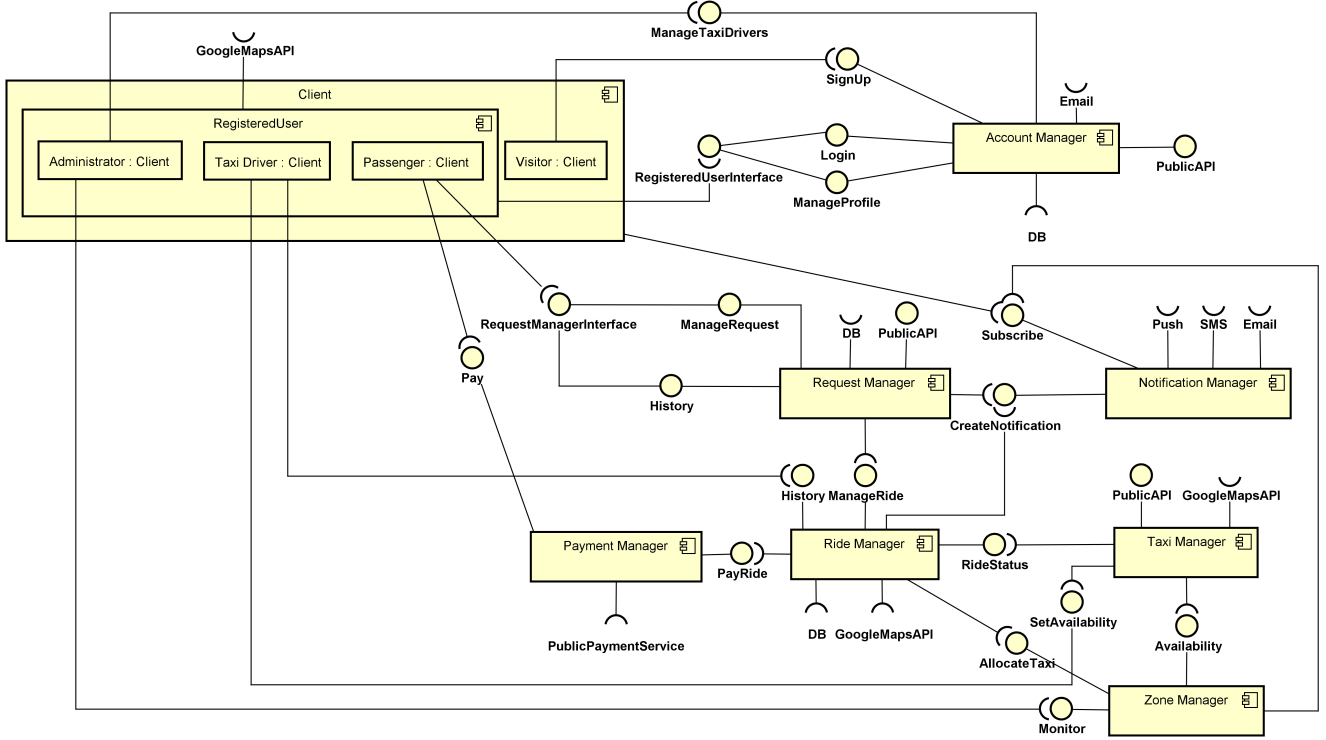 ManageTaxiDrivers
GoogleMapsAPI
SignUp
Client
Email
RegisteredUser
Account Manager
Administrator : Client
Taxi Driver : Client
Passenger : Client
Visitor : Client
Login
PublicAPI
RegisteredUserInterface
ManageProfile
DB
RequestManagerInterface
ManageRequest
DB
PublicAPI
Subscribe
Push
SMS
Email
Pay
Request Manager
Notification Manager
History
CreateNotification
History
ManageRide
PublicAPI
GoogleMapsAPI
Payment Manager
Ride Manager
Taxi Manager
PayRide
RideStatus
SetAvailability
DB
GoogleMapsAPI
PublicPaymentService
Availability
AllocateTaxi
Zone Manager
Monitor